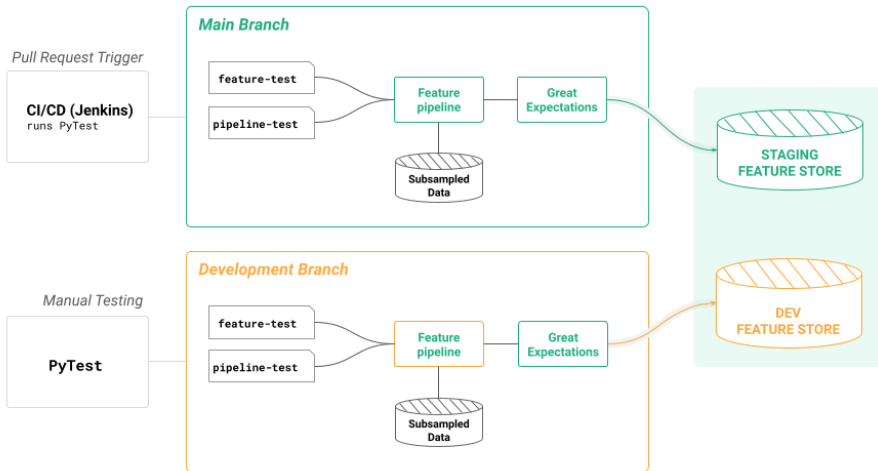 Main Branch
Pull Request Trigger
CI/CD (Jenkins)
runs PyTest
feature-test
pipeline-test
Feature
pipeline
Great
Expectations
Subsampled
Data
STAGING
FEATURE STORE
Development Branch
Manual Testing
PyTest
feature-test
pipeline-test
Feature
pipeline
Great
Expectations
Subsampled
Data
DEV
FEATURE STORE